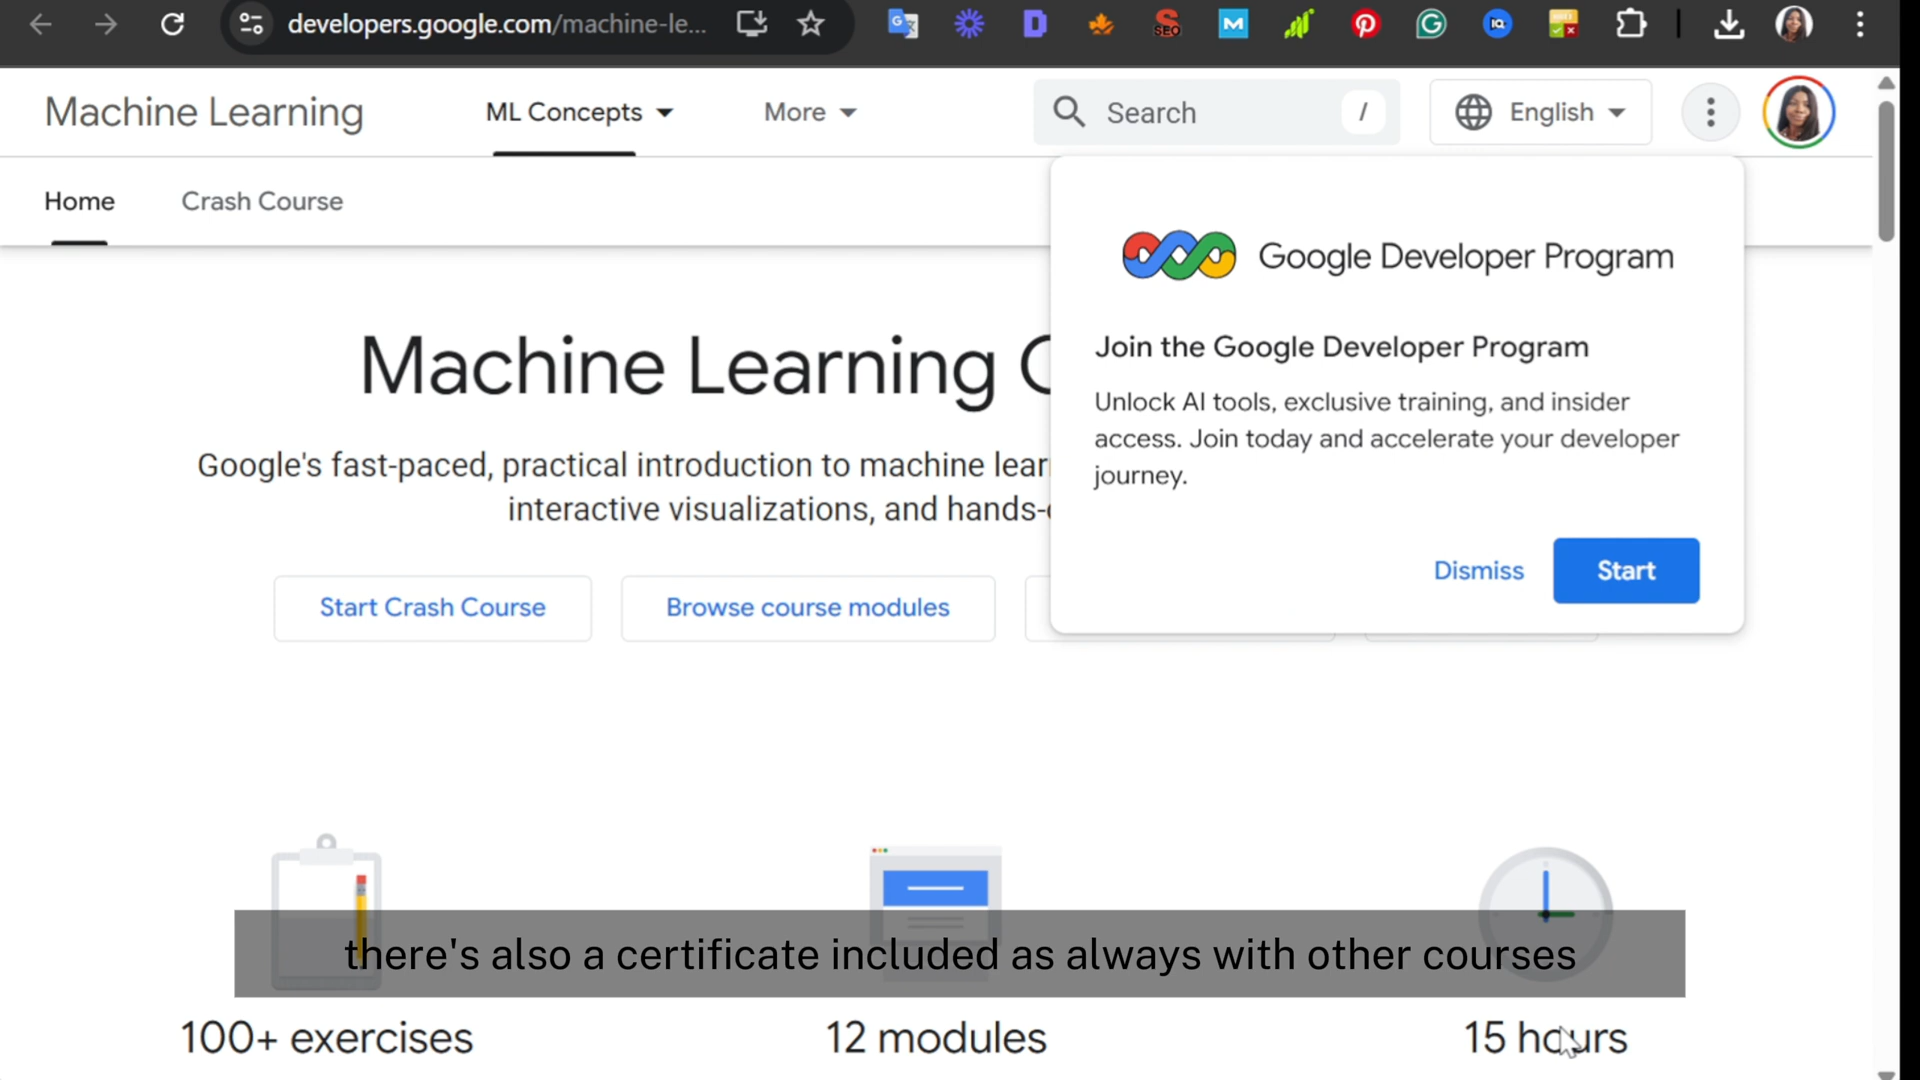 developers.google.com/machine-le...
SEO
M
Machine Learning
ML Concepts
More
Search
/
English
Home
Crash Course
Google Developer Program
Join the Google Developer Program
Unlock AI tools, exclusive training, and insider
access. Join today and accelerate your developer
journey.
Dismiss
Start
Machine Learning
Google's fast-paced, practical introduction to machine lear
interactive visualizations, and hands-
Start Crash Course
Browse course modules
there's also a certificate included as always with other courses
100+ exercises
12 modules
15 hours